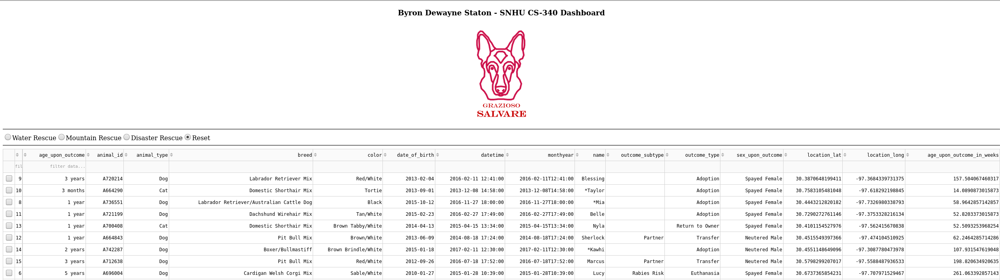 Byron Dewayne Staton - SNHU CS-340 Dashboard
GRAZIOSO
SALVARE
Water Rescue Mountain Rescue Disaster Rescue Reset
age_upon_outcome animal_id animal_type breed color date_of_birth datetime monthyear name outcome_subtype outcome_type sex_upon_outcome location_lat location_long age_upon_outcome_in_weeks
fil filter data...
9 3 years A720214 Dog Labrador Retriever Mix Red/White 2013-02-04 2016-02-11 12:41:00 2016-02-11T12:41:00 Blessing Adoption Spayed Female 30.3870648199411 -97.3684339731375 157.504067460317
10 3 months A664290 Cat Domestic Shorthair Mix Tortie 2013-09-01 2013-12-08 14:58:00 2013-12-08T14:58:00 *Taylor Adoption Spayed Female 30.7583105481048 -97.618292198845 14.0890873015873
8 1 year A736551 Dog Labrador Retriever/Australian Cattle Dog Black 2015-10-12 2016-11-27 18:00:00 2016-11-27T18:00:00 *Mia Adoption Spayed Female 30.4443212820182 -97.7326980338793 58.9642857142857
11 1 year A721199 Dog Dachshund Wirehair Mix Tan/White 2015-02-23 2016-02-27 17:49:00 2016-02-27T17:49:00 Belle Adoption Spayed Female 30.7290272761146 -97.3753328216134 52.8203373015873
13 1 year A700408 Cat Domestic Shorthair Mix Brown Tabby/White 2014-04-13 2015-04-15 13:34:00 2015-04-15T13:34:00 Nyla Return to Owner Spayed Female 30.4101154527976 -97.562415670838 52.5093253968254
12 1 year A664843 Dog Pit Bull Mix Brown/White 2013-06-09 2014-08-18 17:24:00 2014-08-18T17:24:00 Sherlock Partner Transfer Neutered Male 30.4515549397366 -97.474104510925 62.2464285714286
14 2 years A742287 Dog Boxer/Bullmastiff Brown Brindle/White 2015-01-18 2017-02-11 12:30:00 2017-02-11T12:30:00 *Kawhi Adoption Neutered Male 30.4551148649096 -97.3087780473978 107.931547619048
15 3 years A712638 Dog Pit Bull Mix Red/White 2012-09-26 2016-07-18 17:52:00 2016-07-18T17:52:00 Marcus Partner Transfer Neutered Male 30.5798299207017 -97.5588487936533 198.820634920635
6 5 years A696004 Dog Cardigan Welsh Corgi Mix Sable/White 2010-01-27 2015-01-28 10:39:00 2015-01-28T10:39:00 Lucy Rabies Risk Euthanasia Spayed Female 30.6737365854231 -97.707971529467 261.063392857143